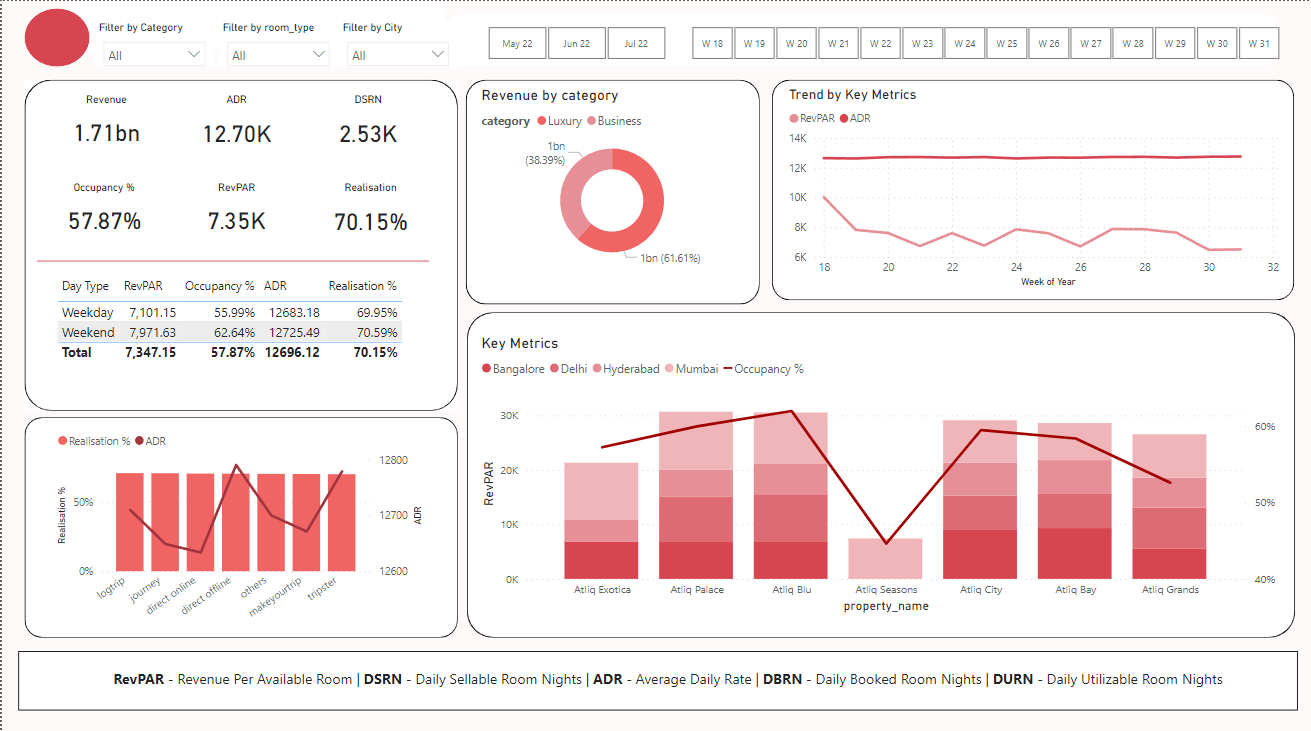 Filter by Category
Filter by room_type
Filter by City
All
All
All
May 22
Jun 22
Jul 22
W 18
W 19
W 20
W 21
W 22
W 23
W 24
W 25
W 26
W 27
W 28
W 29
W 30
W 31
Revenue
ADR
DSRN
1.71bn
12.70K
2.53K
Occupancy %
RevPAR
Realisation
57.87%
7.35K
70.15%
Day Type RevPAR Occupancy % ADR Realisation %
Weekday 7,101.15 55.99% 12683.18 69.95%
Weekend 7,971.63 62.64% 12725.49 70.59%
Total 7,347.15 57.87% 12696.12 70.15%
Revenue by category
category Luxury Business
1bn
(38.39%)
1bn (61.61%)
Trend by Key Metrics
RevPAR ADR
14K
12K
10K
8K
6K
18 20 22 24 26 28 30 32
Week of Year
Realisation % ADR
Realisation %
50%
0%
12800
12700
12600
ADR
logtrip
journey
direct online
direct offline
others
makeyourtrip
tripster
Key Metrics
Bangalore Delhi Hyderabad Mumbai Occupancy %
RevPAR
30K
20K
10K
0K
60%
50%
40%
Atliq Exotica Atliq Palace Atliq Blu Atliq Seasons Atliq City Atliq Bay Atliq Grands
property_name
RevPAR - Revenue Per Available Room | DSRN - Daily Sellable Room Nights | ADR - Average Daily Rate | DBRN - Daily Booked Room Nights | DURN - Daily Utilizable Room Nights